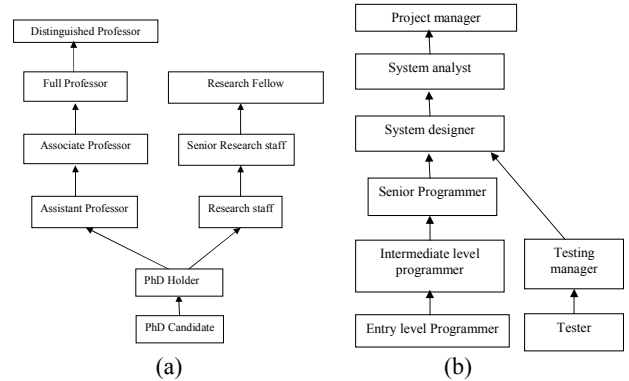 Distinguished Professor
Full Professor
Research Fellow
Associate Professor
Senior Research staff
Assistant Professor
Research staff
PhD Holder
PhD Candidate
(a)
Project manager
System analyst
System designer
Senior Programmer
Intermediate level
programmer
Testing
manager
Entry level Programmer
Tester
(b)